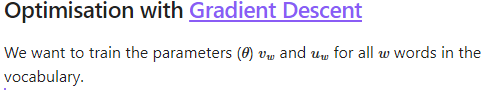 Optimisation with Gradient Descent
We want to train the parameters (θ) v_w and u_w for all w words in the
vocabulary.